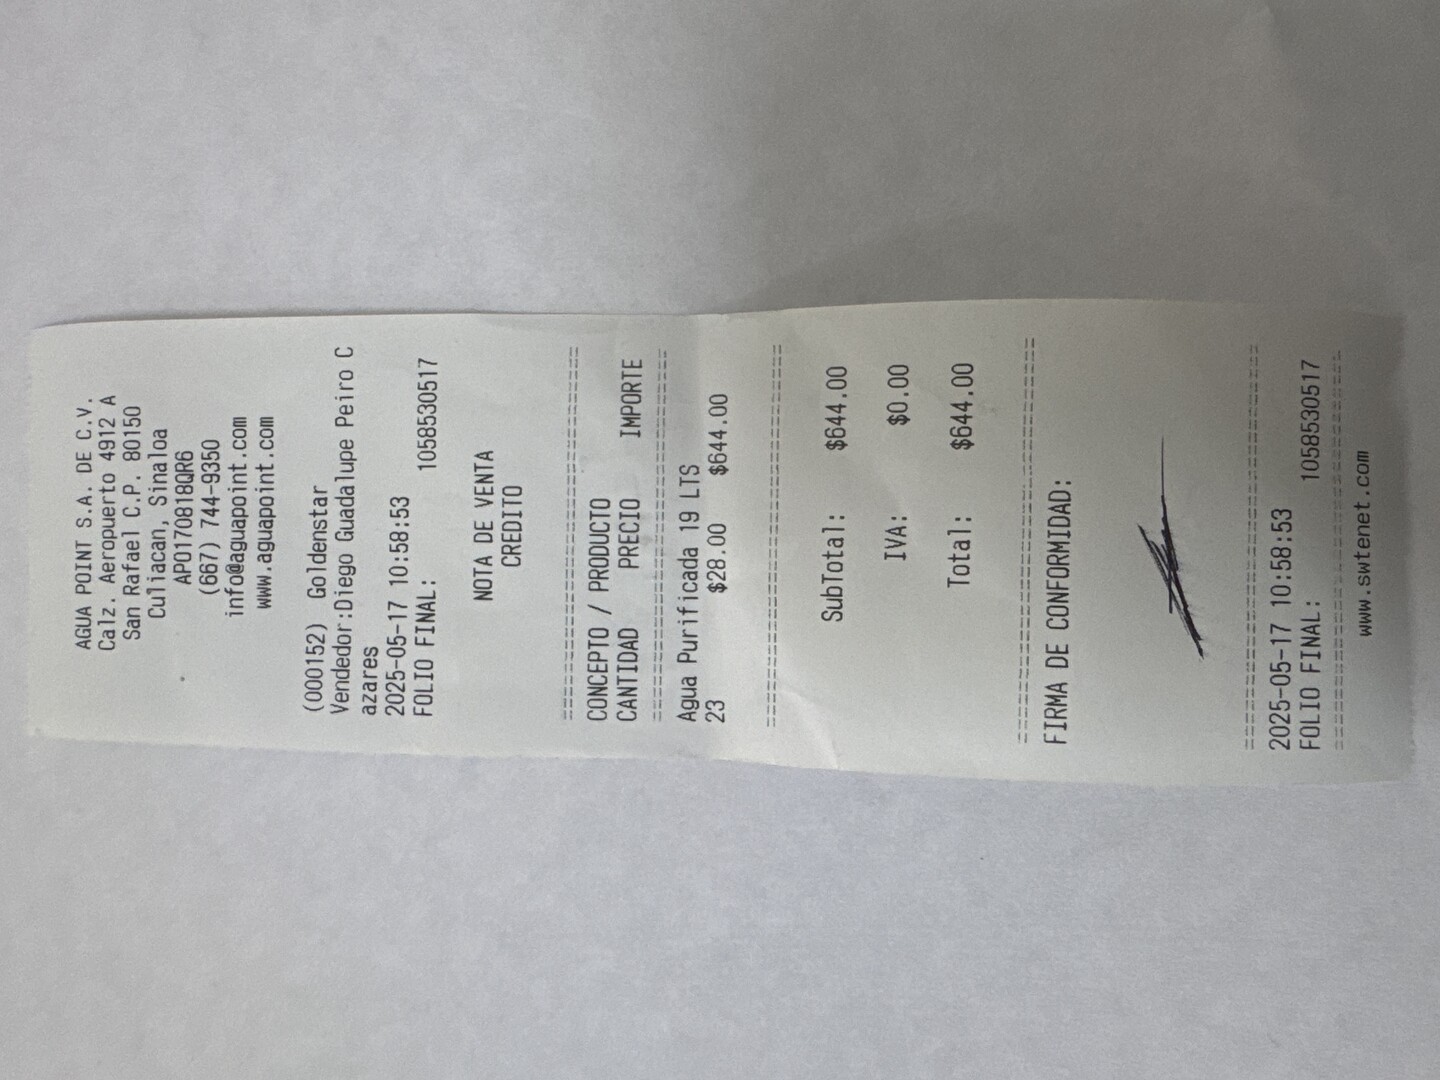 AGUA POINT S.A. DE C.V.
Calz. Aeropuerto 4912 A
San Rafael C.P. 80150
Culiacan, Sinaloa
APO170818QR6
(667) 744-9350
info@aguapoint.com
www.aguapoint.com
(000152) Goldenstar
Vendedor:Diego Guadalupe Peiro C
azares
2025-05-17 10:58:53
FOLIO FINAL: 1058530517
NOTA DE VENTA
CREDITO
================================
CONCEPTO / PRODUCTO
CANTIDAD PRECIO IMPORTE
================================
Agua Purificada 19 LTS
23 $28.00 $644.00
================================
SubTotal: $644.00
IVA: $0.00
Total: $644.00
================================
FIRMA DE CONFORMIDAD:
================================
2025-05-17 10:58:53
FOLIO FINAL: 1058530517
================================
www.swtenet.com